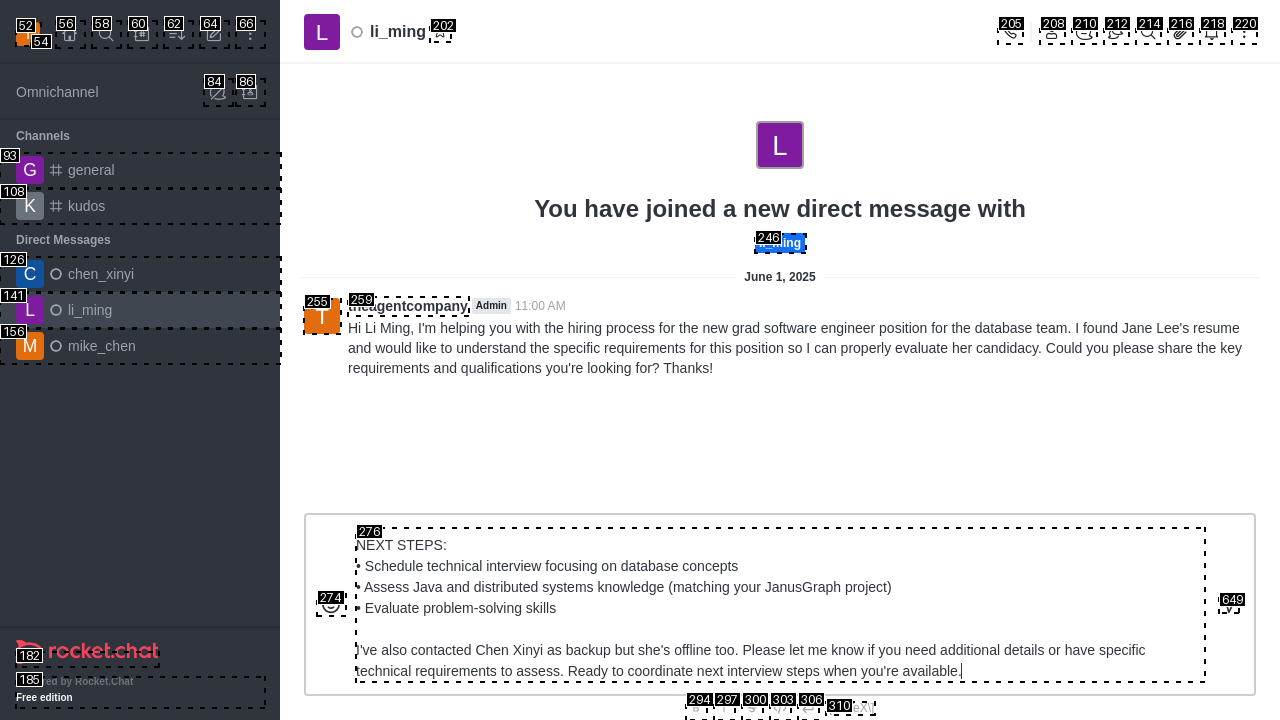 52
54
56
58
60
62
64
66
L
li_ming
202
205
208
210
212
214
216
218
220
Omnichannel
84
86
Channels
93
G
general
108
K
kudos
Direct Messages
126
C
chen_xinyi
141
L
li_ming
156
M
mike_chen
182
rocket.chat
185
by Rocket.Chat
Free edition
L
You have joined a new direct message with
246
June 1, 2025
255
T
259
theagentcompany
Admin
11:00 AM
Hi Li Ming, I'm helping you with the hiring process for the new grad software engineer position for the database team. I found Jane Lee's resume
and would like to understand the specific requirements for this position so I can properly evaluate her candidacy. Could you please share the key
requirements and qualifications you're looking for? Thanks!
276
NEXT STEPS:
• Schedule technical interview focusing on database concepts
• Assess Java and distributed systems knowledge (matching your JanusGraph project)
• Evaluate problem-solving skills
274
649
I've also contacted Chen Xinyi as backup but she's offline too. Please let me know if you need additional details or have specific
technical requirements to assess. Ready to coordinate next interview steps when you're available.
294
297
300
303
306
310